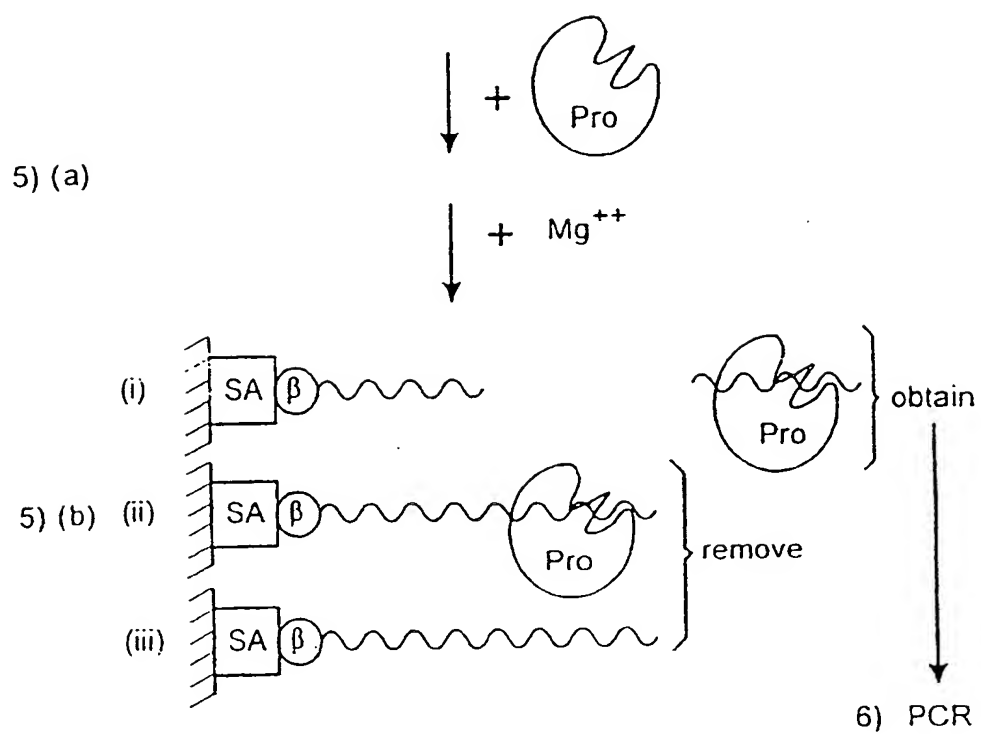 + Pro
5) (a)
+ Mg++
(i) SA β Pro obtain
5) (b) (ii) SA β Pro remove
(iii) SA β
6) PCR